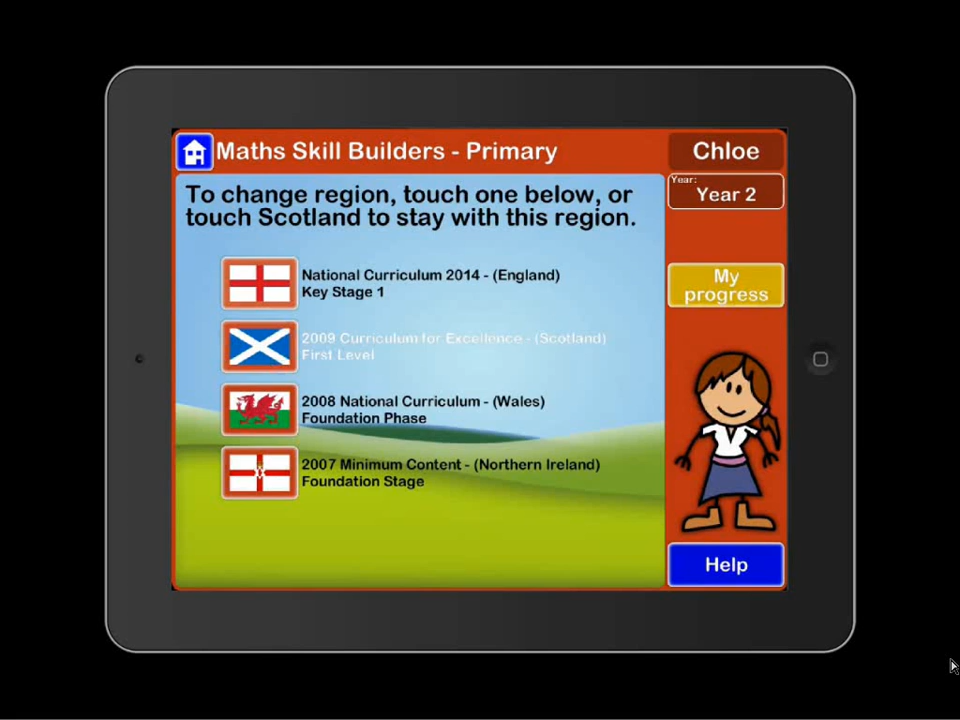 Maths Skill Builders - Primary
Chloe
Year:
Year 2
To change region, touch one below, or
touch Scotland to stay with this region.
National Curriculum 2014 - (England)
Key Stage 1
2009 Curriculum for Excellence - (Scotland)
First Level
2008 National Curriculum - (Wales)
Foundation Phase
2007 Minimum Content - (Northern Ireland)
Foundation Stage
My
progress
Help